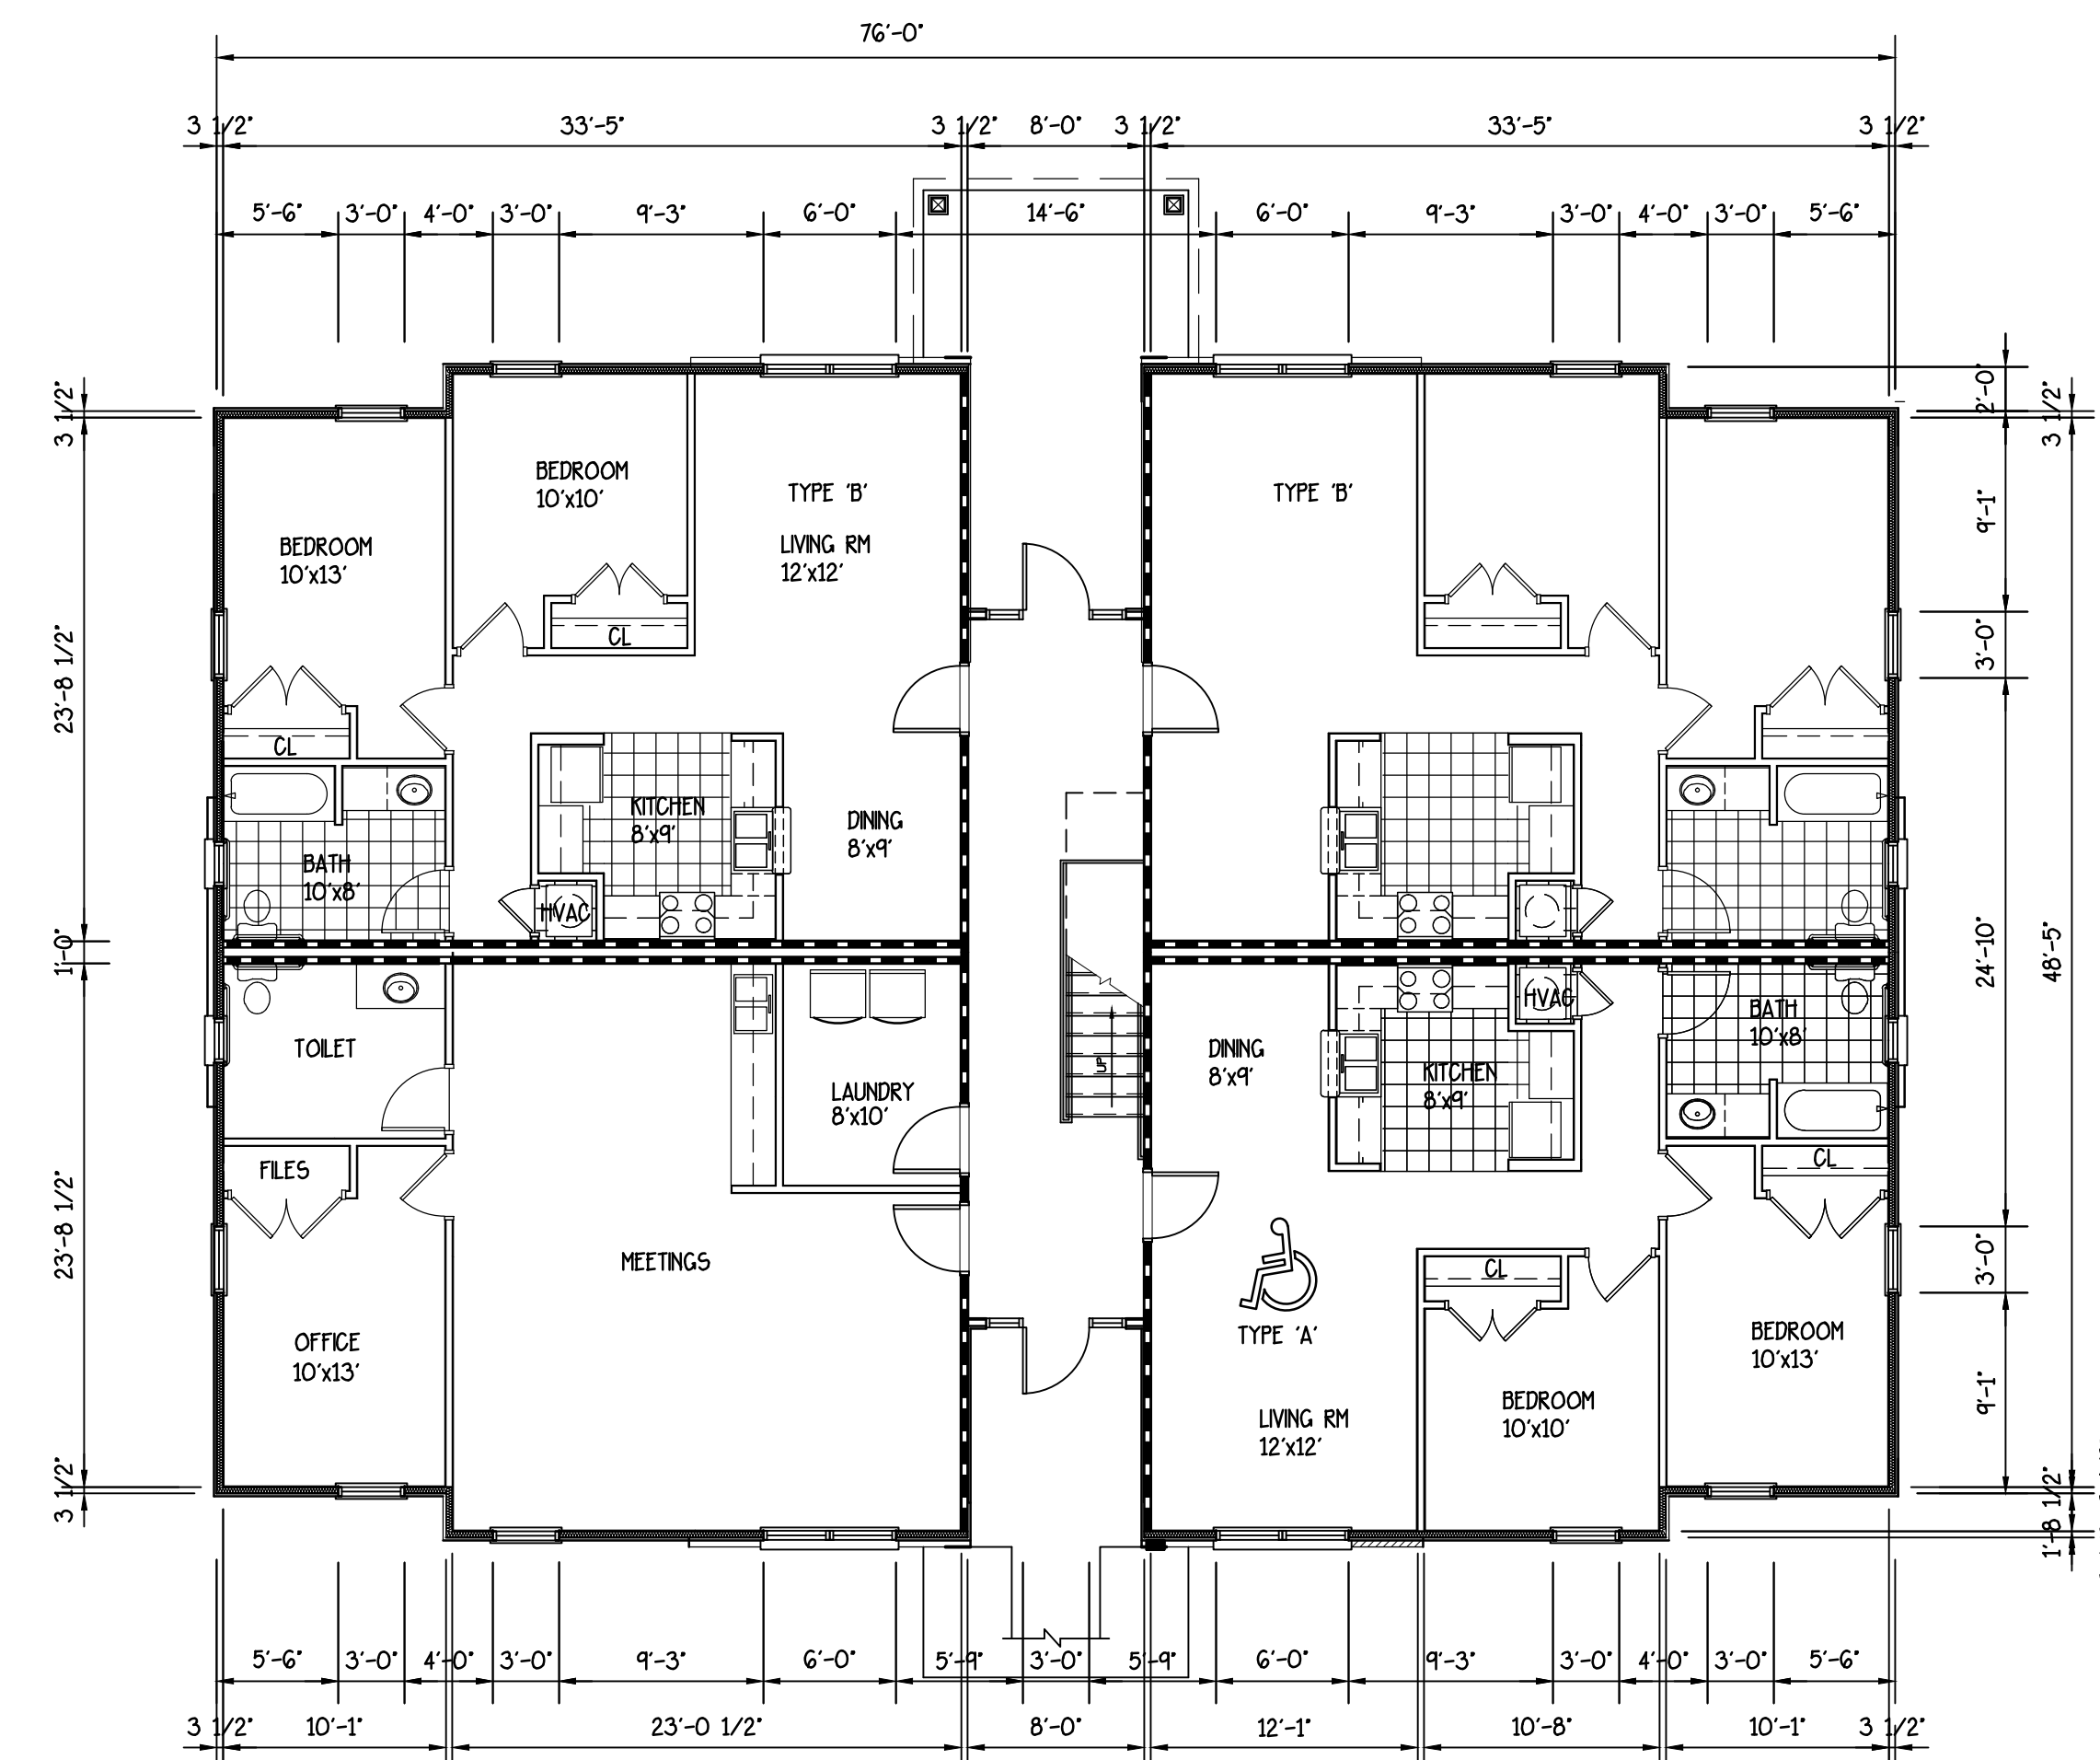 76'-0"
3 1/2" 33'-5" 3 1/2" 8'-0" 3 1/2" 33'-5" 3 1/2"
5'-6" 3'-0" 4'-0" 3'-0" 9'-3" 6'-0" 14'-6" 6'-0" 9'-3" 3'-0" 4'-0" 3'-0" 5'-6"
3 1/2"
23'-8 1/2"
1'-0"
23'-8 1/2"
3 1/2"
BEDROOM
10'x13'
CL
BEDROOM
10'x10'
CL
TYPE 'B'
LIVING RM
12'x12'
KITCHEN
8'x9'
DINING
8'x9'
BATH
10'x8'
HVAC
TYPE 'B'
TOILET
FILES
OFFICE
10'x13'
MEETINGS
LAUNDRY
8'x10'
UP
DINING
8'x9'
KITCHEN
8'x9'
HVAC
BATH
10'x8'
CL
CL
TYPE 'A'
LIVING RM
12'x12'
BEDROOM
10'x10'
BEDROOM
10'x13'
2'-0"
9'-1"
3'-0"
24'-10"
3'-0"
9'-1"
3 1/2"
48'-5"
1'-8 1/2"
5'-6" 3'-0" 4'-0" 3'-0" 9'-3" 6'-0" 5'-9" 3'-0" 5'-9" 6'-0" 9'-3" 3'-0" 4'-0" 3'-0" 5'-6"
3 1/2" 10'-1" 23'-0 1/2" 8'-0" 12'-1" 10'-8" 10'-1" 3 1/2"